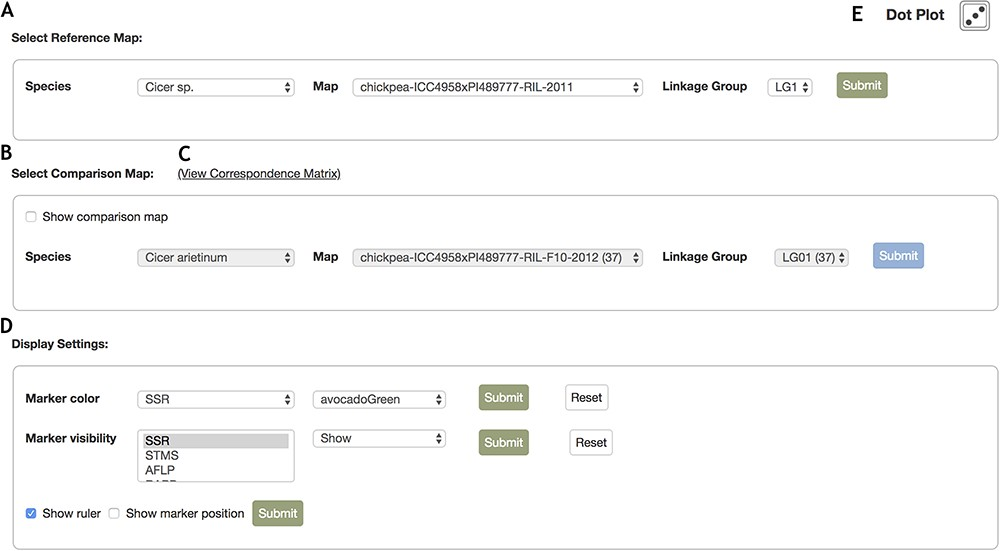 A
E Dot Plot
Select Reference Map:
Species Cicer sp. Map chickpea-ICC4958xPI489777-RIL-2011 Linkage Group LG1 Submit
B C
Select Comparison Map: (View Correspondence Matrix)
Show comparison map
Species Cicer arietinum Map chickpea-ICC4958xPI489777-RIL-F10-2012 (37) Linkage Group LG01 (37) Submit
D
Display Settings:
Marker color SSR avocadoGreen Submit Reset
Marker visibility SSR Show Submit Reset
STMS
AFLP
Show ruler Show marker position Submit